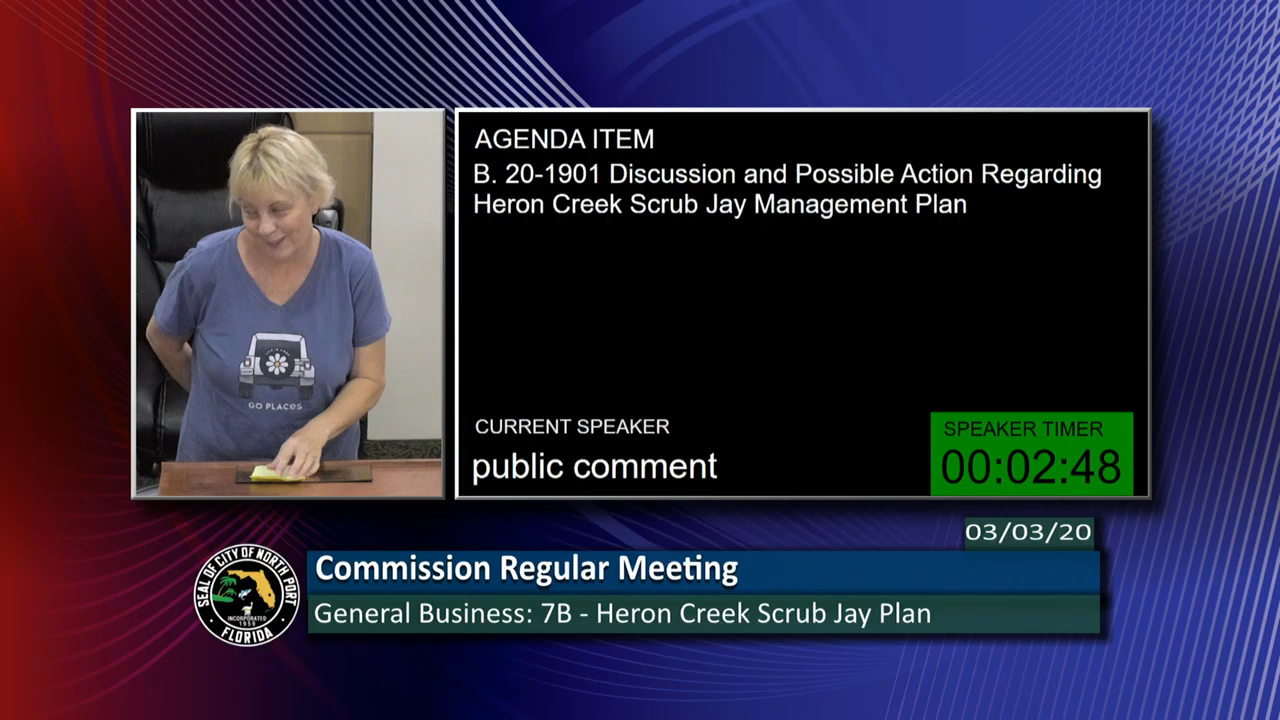 AGENDA ITEM
B. 20-1901 Discussion and Possible Action Regarding
Heron Creek Scrub Jay Management Plan
GO PLACES
CURRENT SPEAKER
public comment
SPEAKER TIMER
00:02:48
03/03/20
Commission Regular Meeting
General Business: 7B - Heron Creek Scrub Jay Plan
SEAL OF CITY OF NORTH PORT
INCORPORATED
1959
FLORIDA